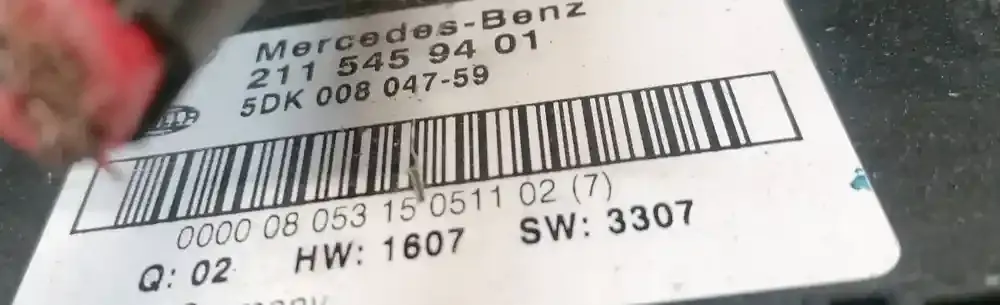 Mercedes-Benz
211 545 94 01
5DK 008 047-59
0000 08 053 15 0511 02 (7)
Q: 02 HW: 1607 SW: 3307